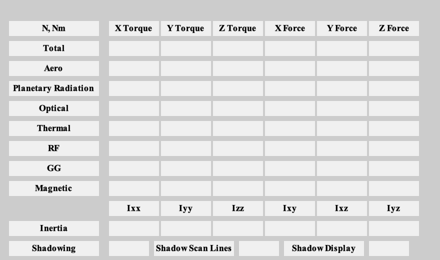 N, Nm X Torque Y Torque Z Torque X Force Y Force Z Force
Total
Aero
Planetary Radiation
Optical
Thermal
RF
GG
Magnetic
Ixx Iyy Izz Ixy Ixz Iyz
Inertia
Shadowing Shadow Scan Lines Shadow Display